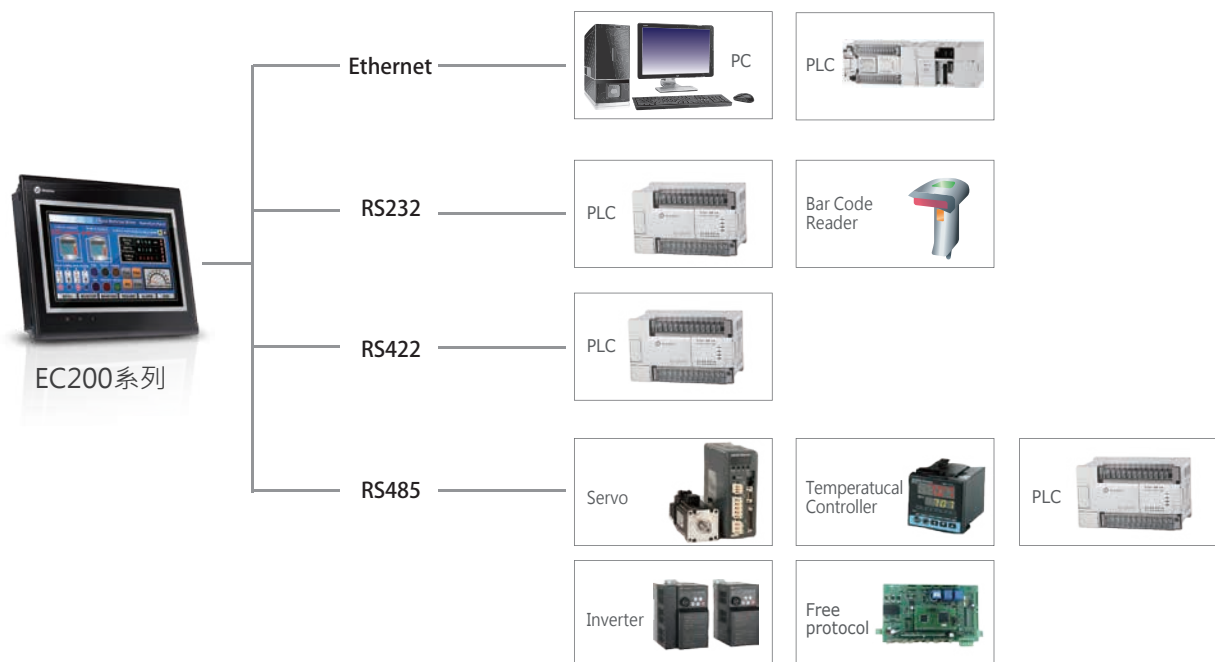 Ethernet
PC
PLC
RS232
PLC
Bar Code
Reader
EC200系列
RS422
PLC
RS485
Servo
Temperatucal
Controller
PLC
Inverter
Free
protocol